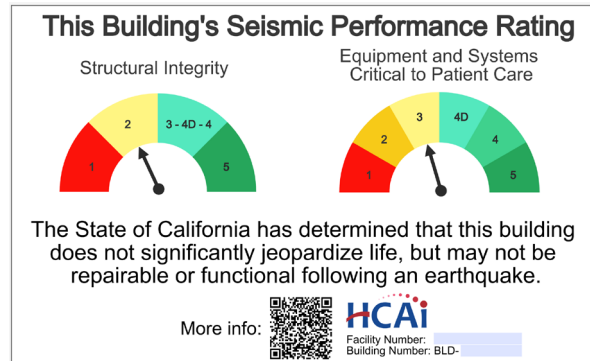 This Building's Seismic Performance Rating
Structural Integrity
1
2
3 - 4D - 4
5
Equipment and Systems
Critical to Patient Care
1
2
3
4D
4
5
The State of California has determined that this building
does not significantly jeopardize life, but may not be
repairable or functional following an earthquake.
More info:
HCAi
Facility Number:
Building Number: BLD-